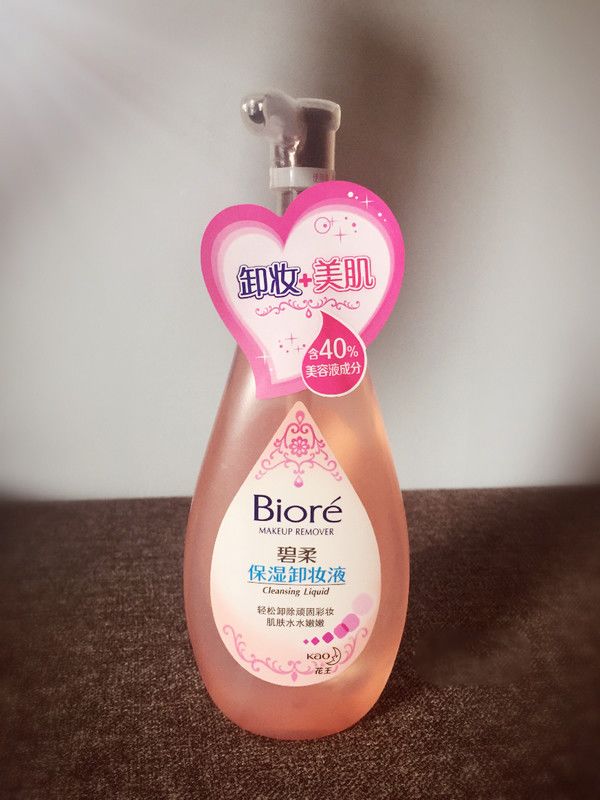 卸妆+美肌
含40%
美容液成分
Bioré
MAKEUP REMOVER
碧柔
保湿卸妆液
Cleansing Liquid
轻松卸除顽固彩妆
肌肤水水嫩嫩
Kao
花王